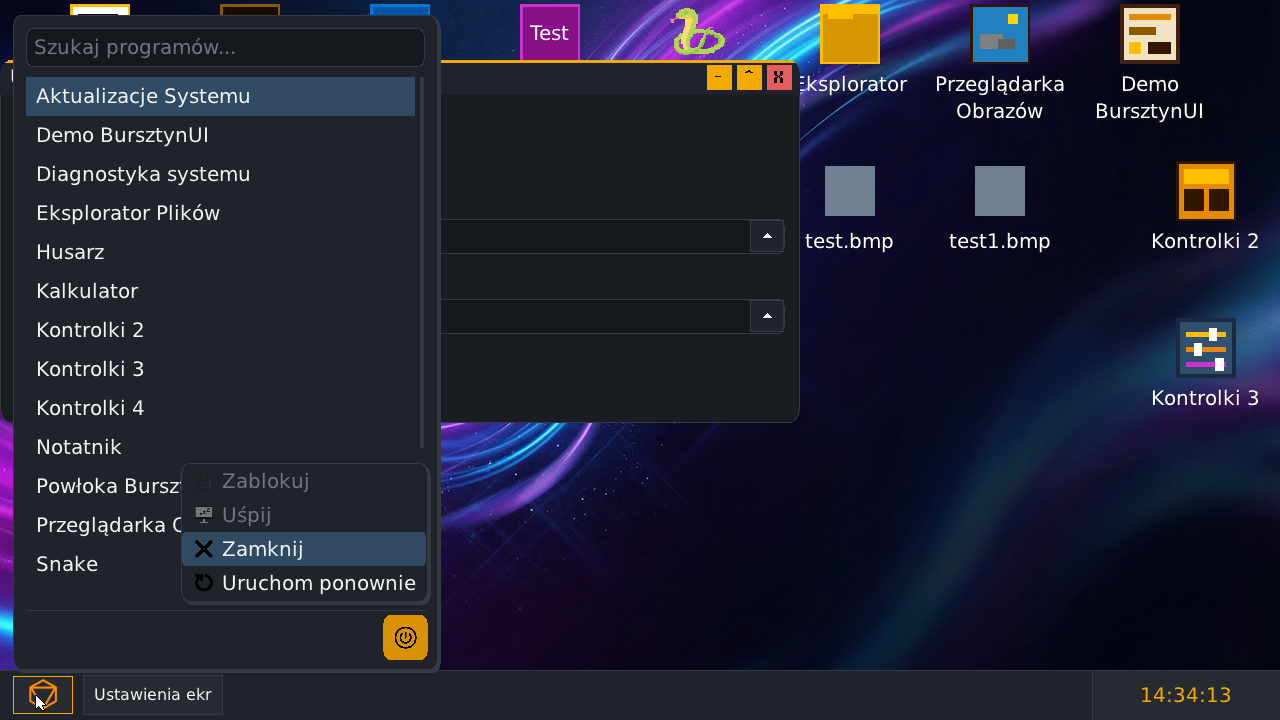 Szukaj programów...
Aktualizacje Systemu
Demo BursztynUI
Diagnostyka systemu
Eksplorator Plików
Husarz
Kalkulator
Kontrolki 2
Kontrolki 3
Kontrolki 4
Notatnik
Powłoka
Przeglądarka
Snake
Zablokuj
Uśpij
Zamknij
Uruchom ponownie
Test
X
Eksplorator
Przeglądarka
Obrazów
Demo
BursztynUI
test.bmp
test1.bmp
Kontrolki 2
Kontrolki 3
Ustawienia ekr
14:34:13